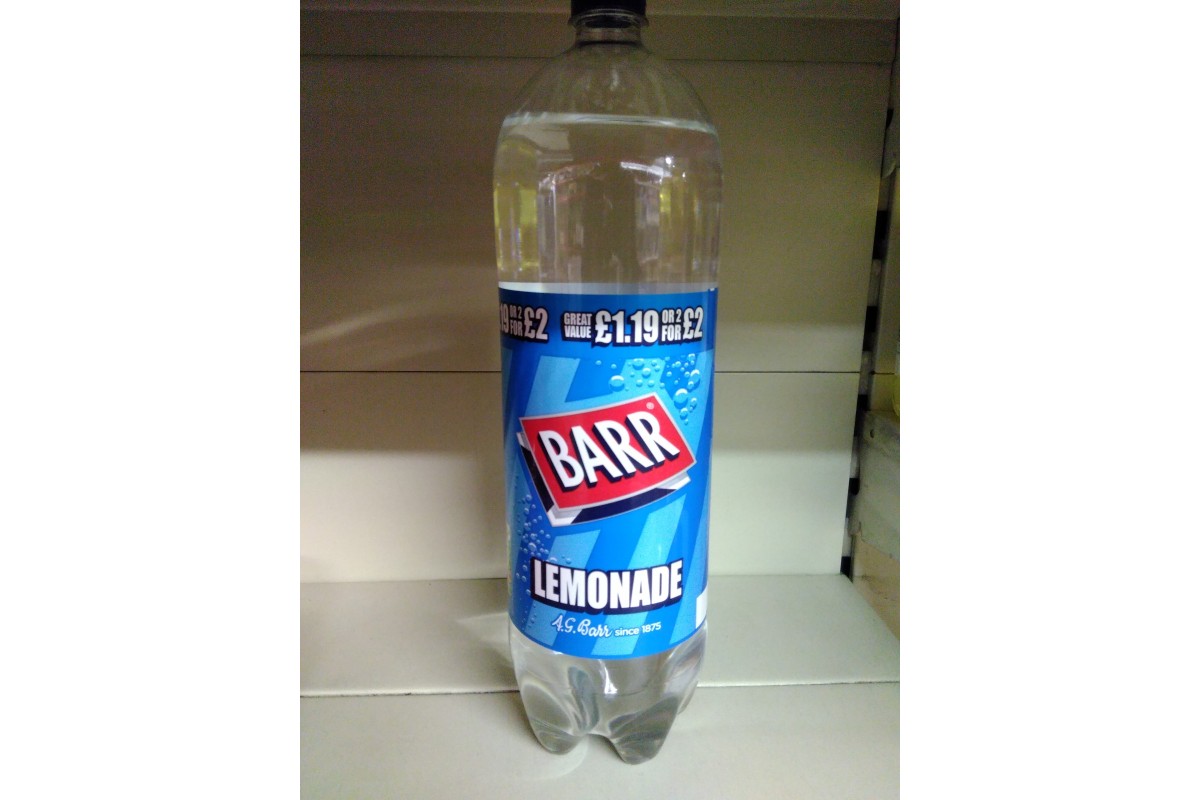 .19 OR 2 FOR £2 GREAT VALUE £1.19 OR 2 FOR £2
BARR®
LEMONADE
A.G. Barr since 1875